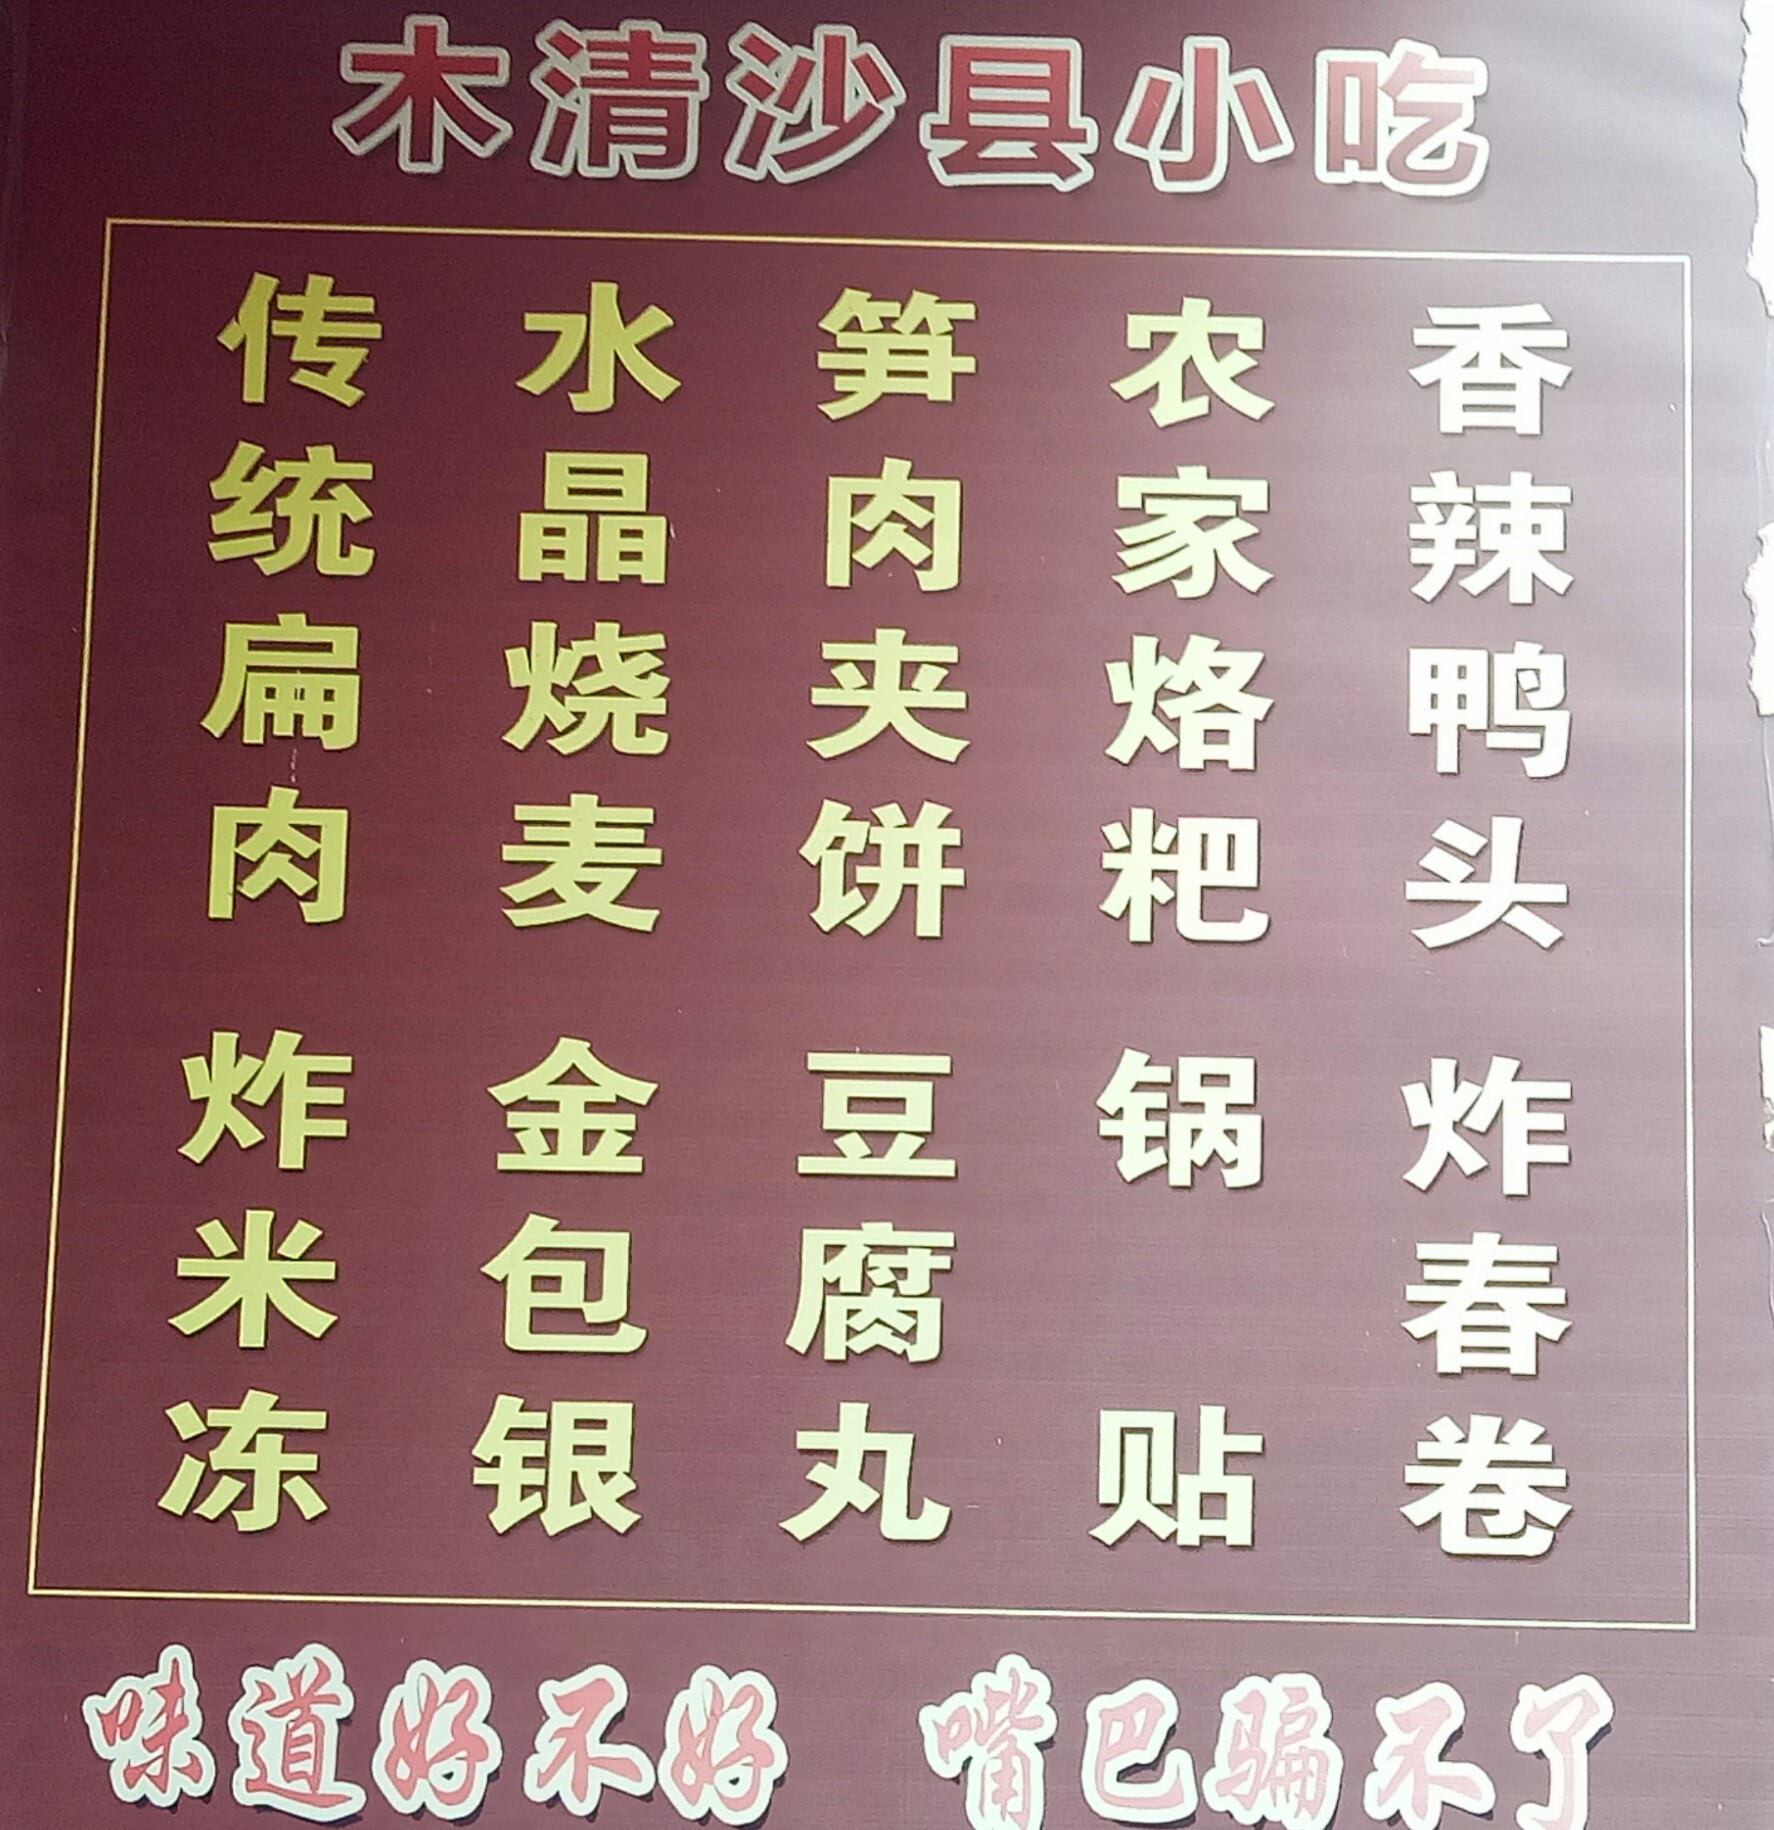 木清沙县小吃
传统扁肉
水晶烧麦
笋肉夹饼
农家烙粑
香辣鸭头
炸米冻
金包银
豆腐丸
锅贴
炸春卷
味道好不好 嘴巴骗不了